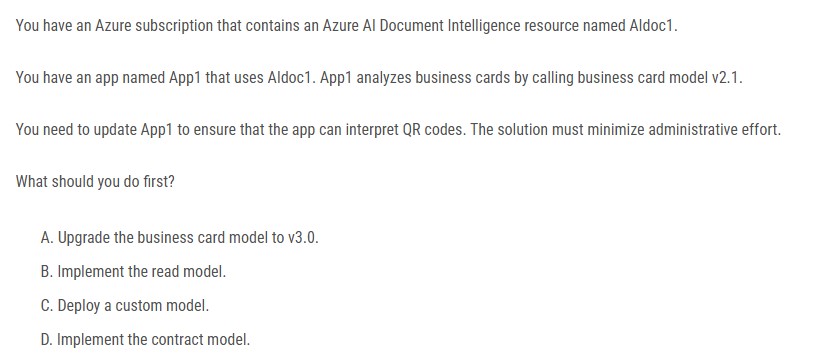 You have an Azure subscription that contains an Azure AI Document Intelligence resource named AIdoc1.
You have an app named App1 that uses AIdoc1. App1 analyzes business cards by calling business card model v2.1.
You need to update App1 to ensure that the app can interpret QR codes. The solution must minimize administrative effort.
What should you do first?
A. Upgrade the business card model to v3.0.
B. Implement the read model.
C. Deploy a custom model.
D. Implement the contract model.